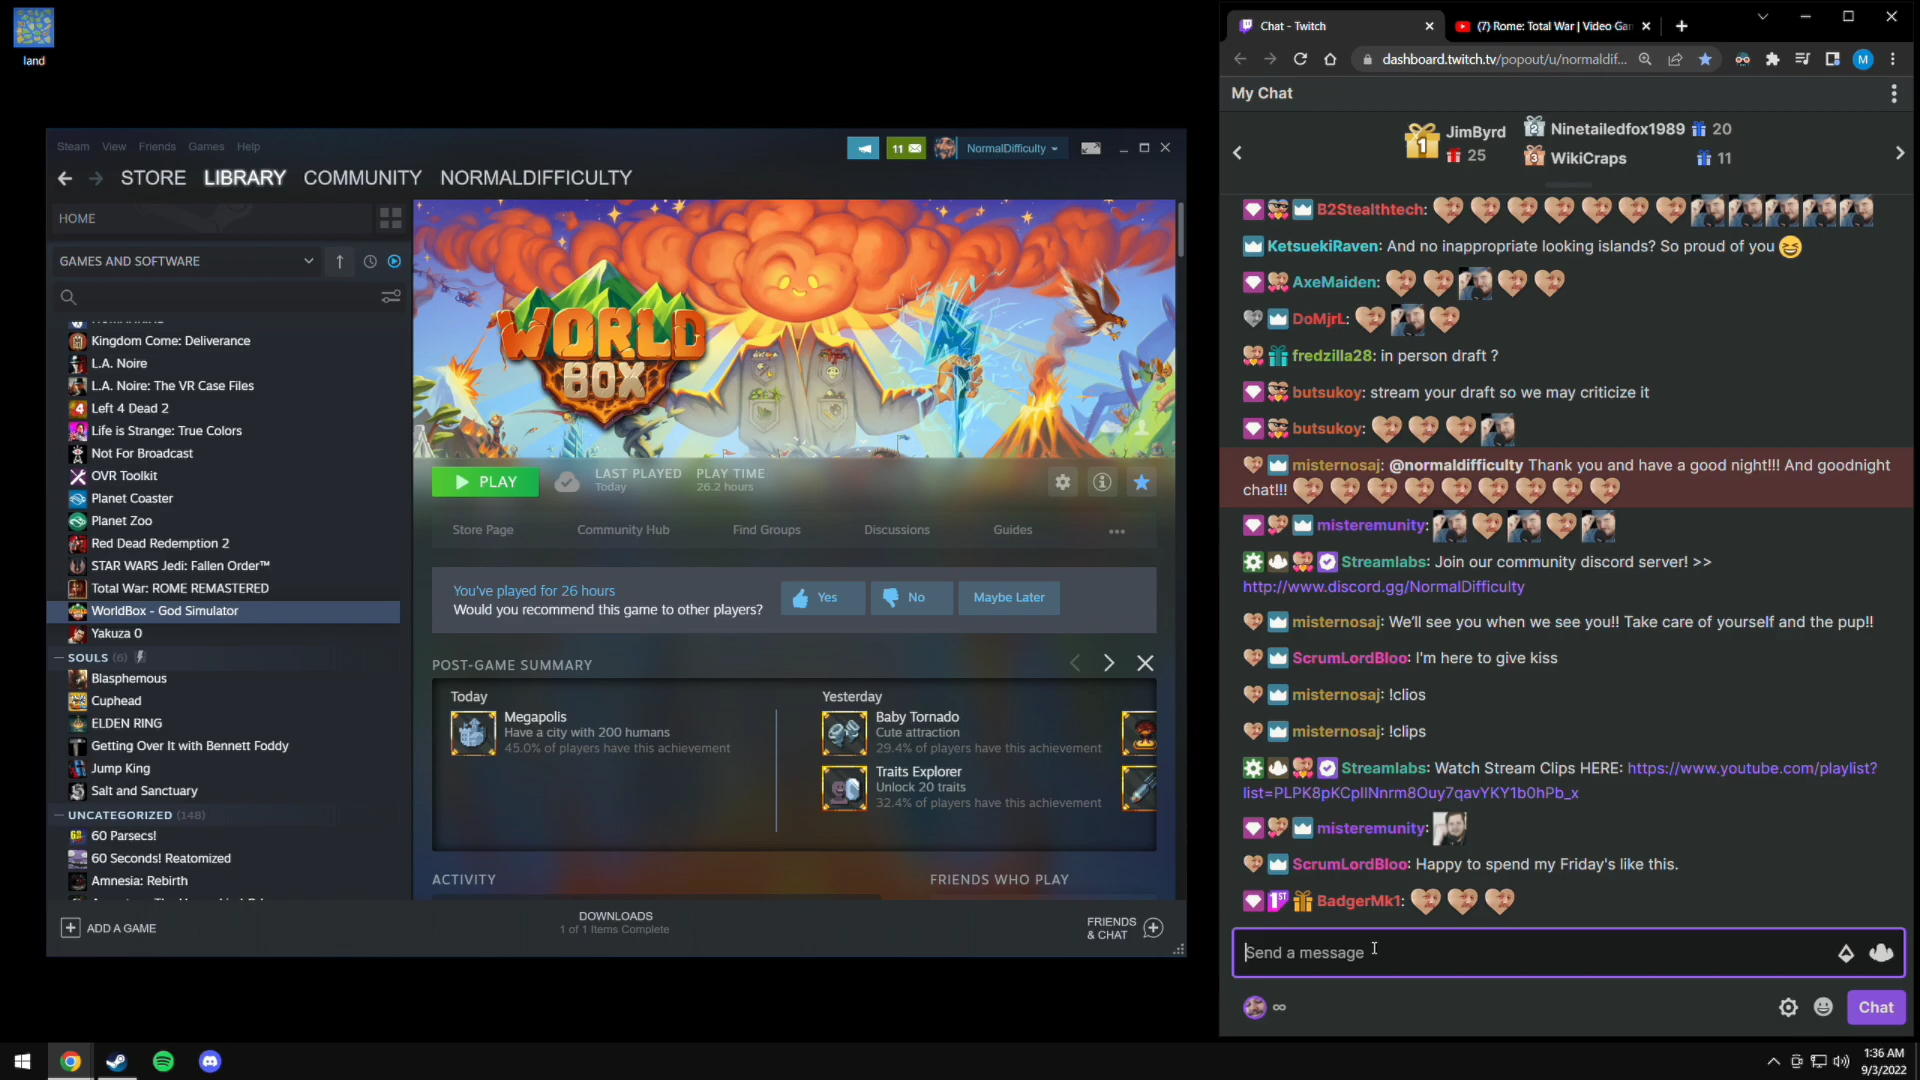 land
Steam View Friends Games Help
11
NormalDifficulty
STORE LIBRARY COMMUNITY NORMALDIFFICULTY
HOME
GAMES AND SOFTWARE
Kingdom Come: Deliverance
L.A. Noire
L.A. Noire: The VR Case Files
Left 4 Dead 2
Life is Strange: True Colors
Not For Broadcast
OVR Toolkit
Planet Coaster
Planet Zoo
Red Dead Redemption 2
STAR WARS Jedi: Fallen Order™
Total War: ROME REMASTERED
WorldBox - God Simulator
Yakuza 0
SOULS (6)
Blasphemous
Cuphead
ELDEN RING
Getting Over It with Bennett Foddy
Jump King
Salt and Sanctuary
UNCATEGORIZED (148)
60 Parsecs!
60 Seconds! Reatomized
Amnesia: Rebirth
ADD A GAME
WORLD
BOX
PLAY
LAST PLAYED
Today
PLAY TIME
26.2 hours
Store Page Community Hub Find Groups Discussions Guides
You've played for 26 hours
Would you recommend this game to other players?
Yes
No
Maybe Later
POST-GAME SUMMARY
Today
Megapolis
Have a city with 200 humans
45.0% of players have this achievement
Yesterday
Baby Tornado
Cute attraction
29.4% of players have this achievement
Traits Explorer
Unlock 20 traits
32.4% of players have this achievement
ACTIVITY
FRIENDS WHO PLAY
DOWNLOADS
1 of 1 Items Complete
FRIENDS
& CHAT
Chat - Twitch
(7) Rome: Total War | Video Gam
dashboard.twitch.tv/popout/u/normaldif...
M
My Chat
1
JimByrd
25
2 Ninetailedfox1989 20
3 WikiCraps 11
B2Stealthtech:
KetsuekiRaven: And no inappropriate looking islands? So proud of you
AxeMaiden:
DoMjrL:
fredzilla28: in person draft ?
butsukoy: stream your draft so we may criticize it
butsukoy:
misternosaj: @normaldifficulty Thank you and have a good night!!! And goodnight
chat!!!
misteremunity:
Streamlabs: Join our community discord server! >>
http://www.discord.gg/NormalDifficulty
misternosaj: We'll see you when we see you!! Take care of yourself and the pup!!
ScrumLordBloo: I'm here to give kiss
misternosaj: !clios
misternosaj: !clips
Streamlabs: Watch Stream Clips HERE: https://www.youtube.com/playlist?
list=PLPK8pKCpIlNnrm8Ouy7qavYKY1b0hPb_x
misteremunity:
ScrumLordBloo: Happy to spend my Friday's like this.
1ST BadgerMk1:
Send a message
∞
Chat
1:36 AM
9/3/2022